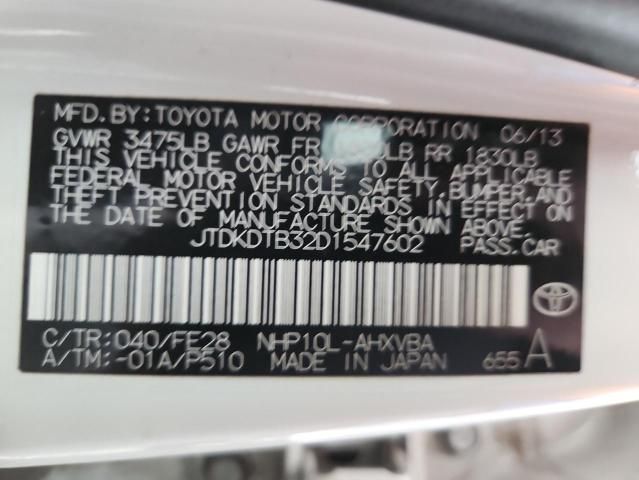 MFD. BY: TOYOTA MOTOR CORPORATION 06/13
GVWR 3475LB GAWR FR LB RR 1830LB
THIS VEHICLE CONFORMS TO ALL APPLICABLE
FEDERAL MOTOR VEHICLE SAFETY, BUMPER, AND
THEFT PREVENTION STANDARDS IN EFFECT ON
THE DATE OF MANUFACTURE SHOWN ABOVE.
JTDKDTB32D1547602 PASS.CAR
C/TR: 040/FE28 NHP10L-AHXVBA
A/TM: -01A/P510 MADE IN JAPAN 655 A
TOYOTA